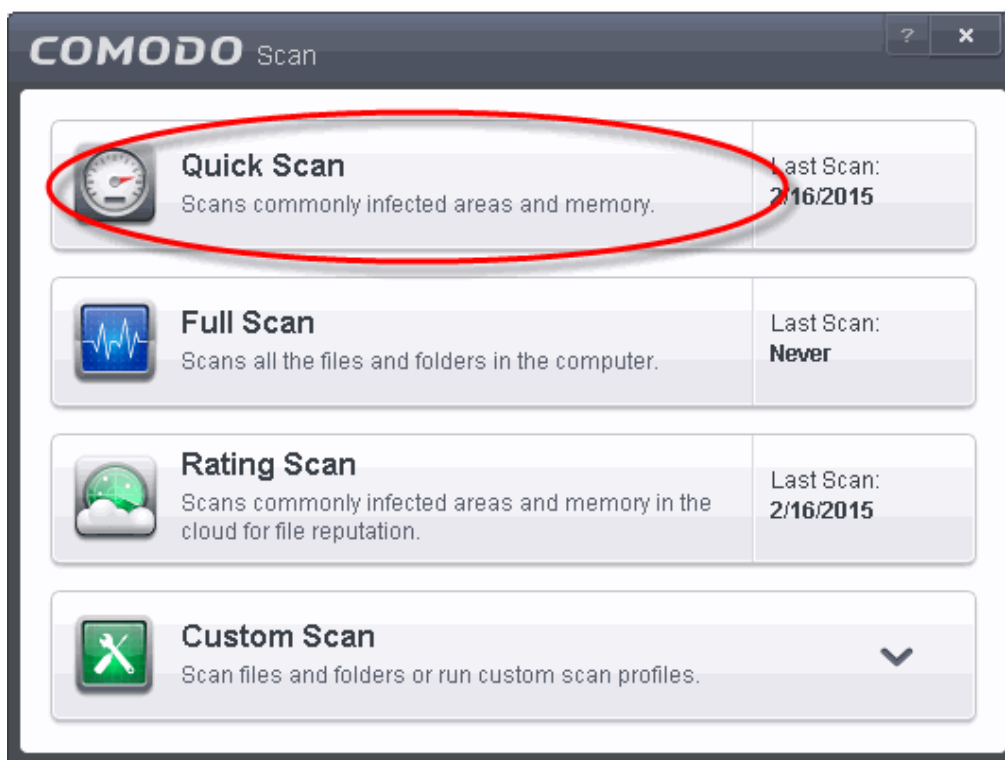 COMODO Scan
?
Quick Scan
Scans commonly infected areas and memory.
Last Scan:
2/16/2015
Full Scan
Scans all the files and folders in the computer.
Last Scan:
Never
Rating Scan
Scans commonly infected areas and memory in the
cloud for file reputation.
Last Scan:
2/16/2015
Custom Scan
Scan files and folders or run custom scan profiles.